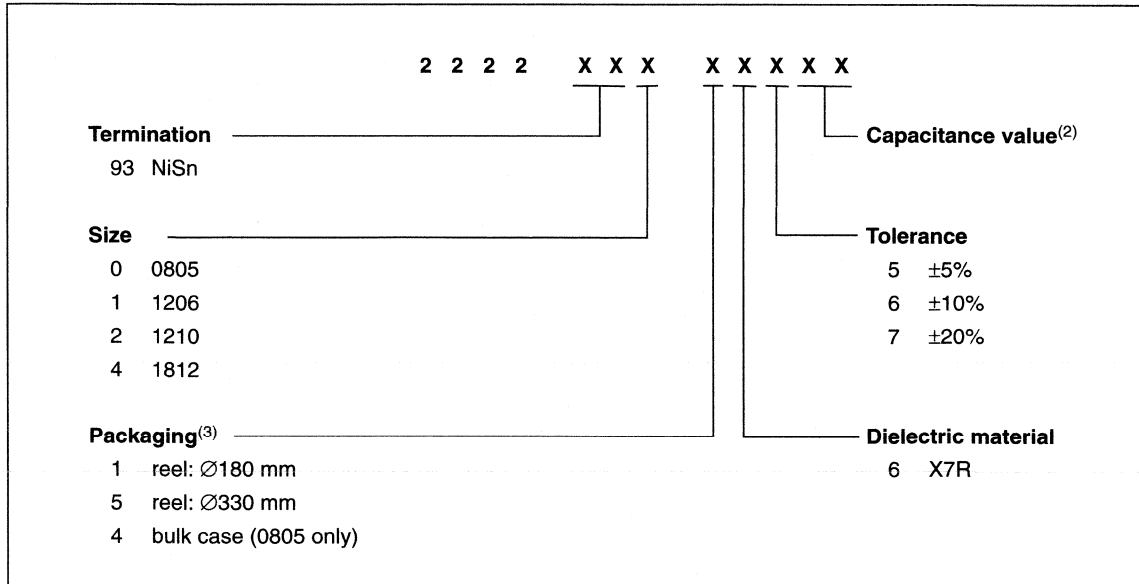 2 2 2 2 X X X X X X X X
Termination
93 NiSn
Capacitance value(2)
Size
0 0805
1 1206
2 1210
4 1812
Tolerance
5 ±5%
6 ±10%
7 ±20%
Packaging(3)
1 reel: Ø180 mm
5 reel: Ø330 mm
4 bulk case (0805 only)
Dielectric material
6 X7R